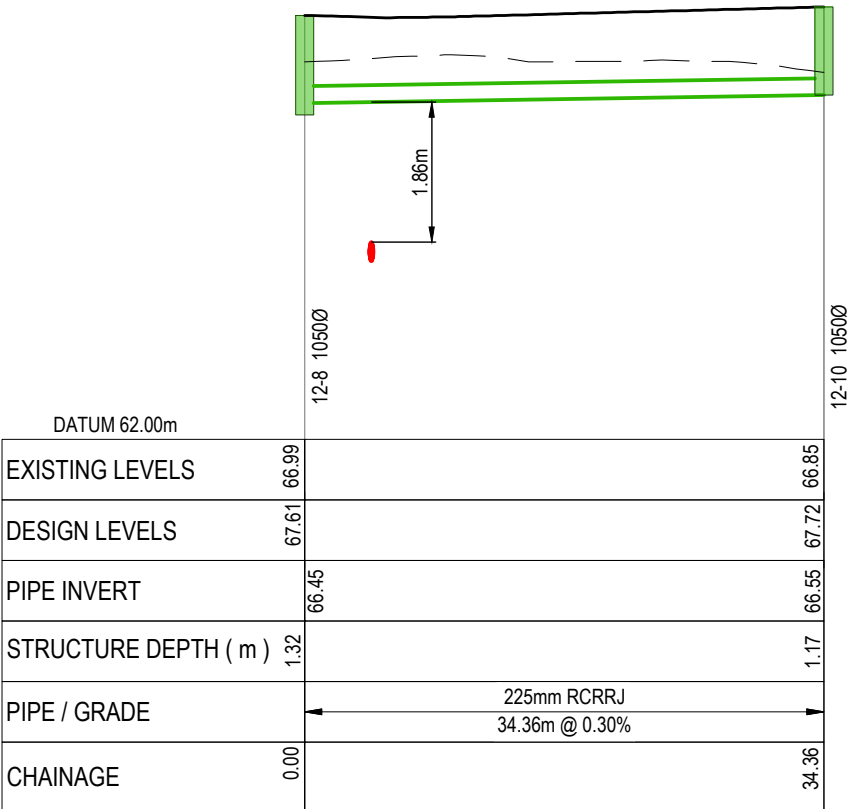 1.86m
12-8 1050Ø
12-10 1050Ø
DATUM 62.00m
EXISTING LEVELS 66.99 66.85
DESIGN LEVELS 67.61 67.72
PIPE INVERT 66.45 66.55
STRUCTURE DEPTH ( m ) 1.32 1.17
PIPE / GRADE 225mm RCRRJ
34.36m @ 0.30%
CHAINAGE 0.00 34.36